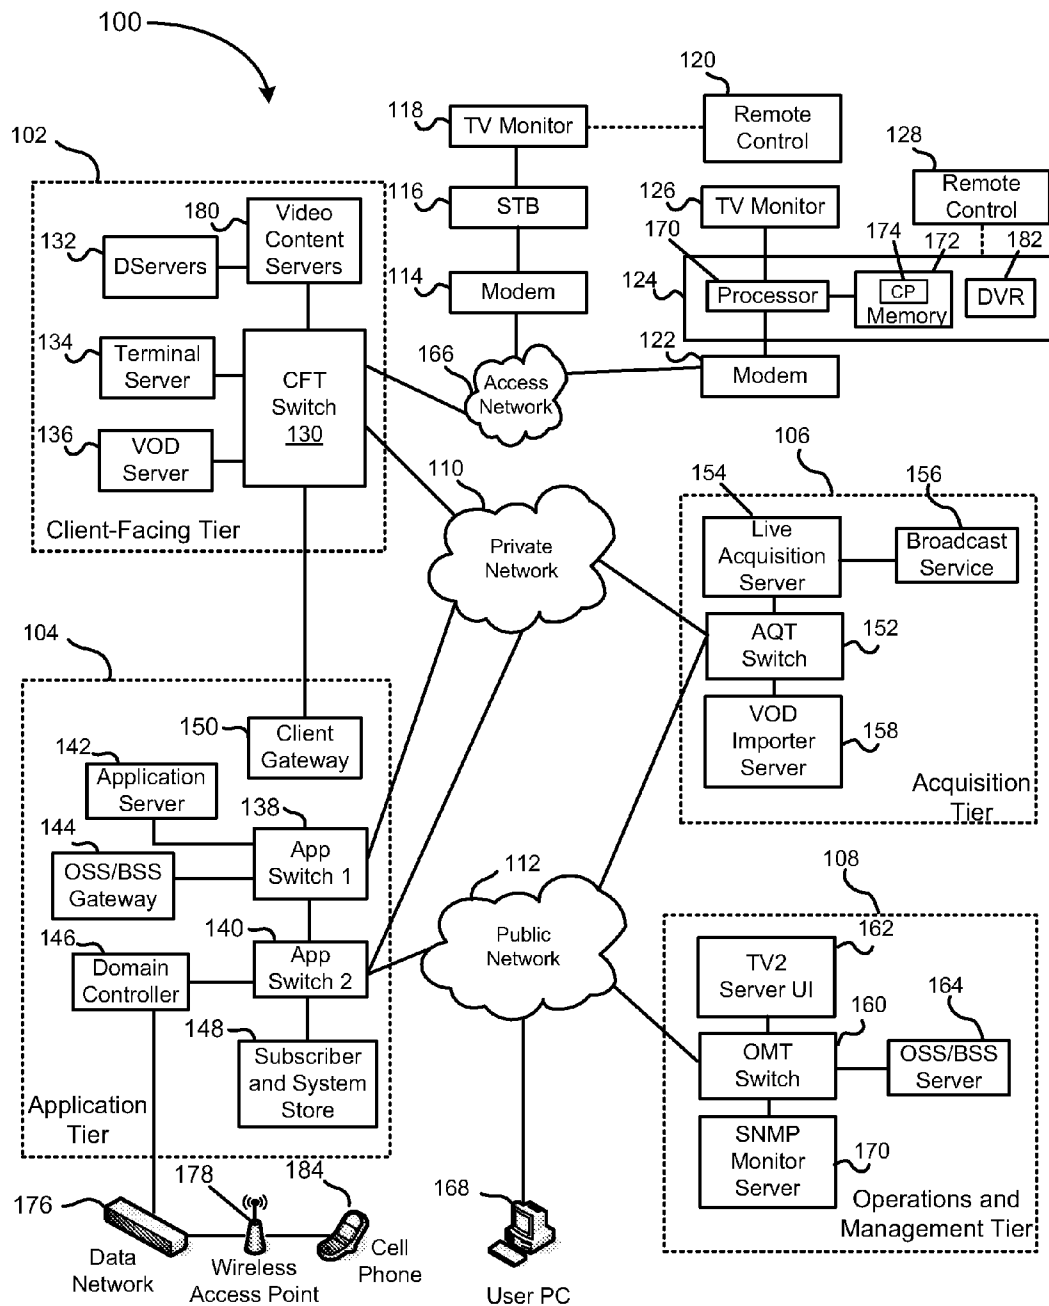 100
120
118
TV Monitor
Remote
Control
102
128
116
STB
126
TV Monitor
Remote
Control
180
Video
Content
Servers
132
DServers
170
174
172
182
114
Modem
124
Processor
CP
Memory
DVR
134
Terminal
Server
CFT
Switch
130
166
Access
Network
122
Modem
136
VOD
Server
Client-Facing Tier
110
Private
Network
106
154
156
Live
Acquisition
Server
Broadcast
Service
104
AQT
Switch
152
150
Client
Gateway
VOD
Importer
Server
158
142
Application
Server
138
Acquisition
Tier
144
OSS/BSS
Gateway
App
Switch 1
112
Public
Network
108
146
Domain
Controller
140
App
Switch 2
162
TV2
Server UI
148
Subscriber
and System
Store
160
164
OMT
Switch
OSS/BSS
Server
Application
Tier
SNMP
Monitor
Server
170
Operations and
Management Tier
176
178
184
168
Data
Network
Wireless
Access Point
Cell
Phone
User PC